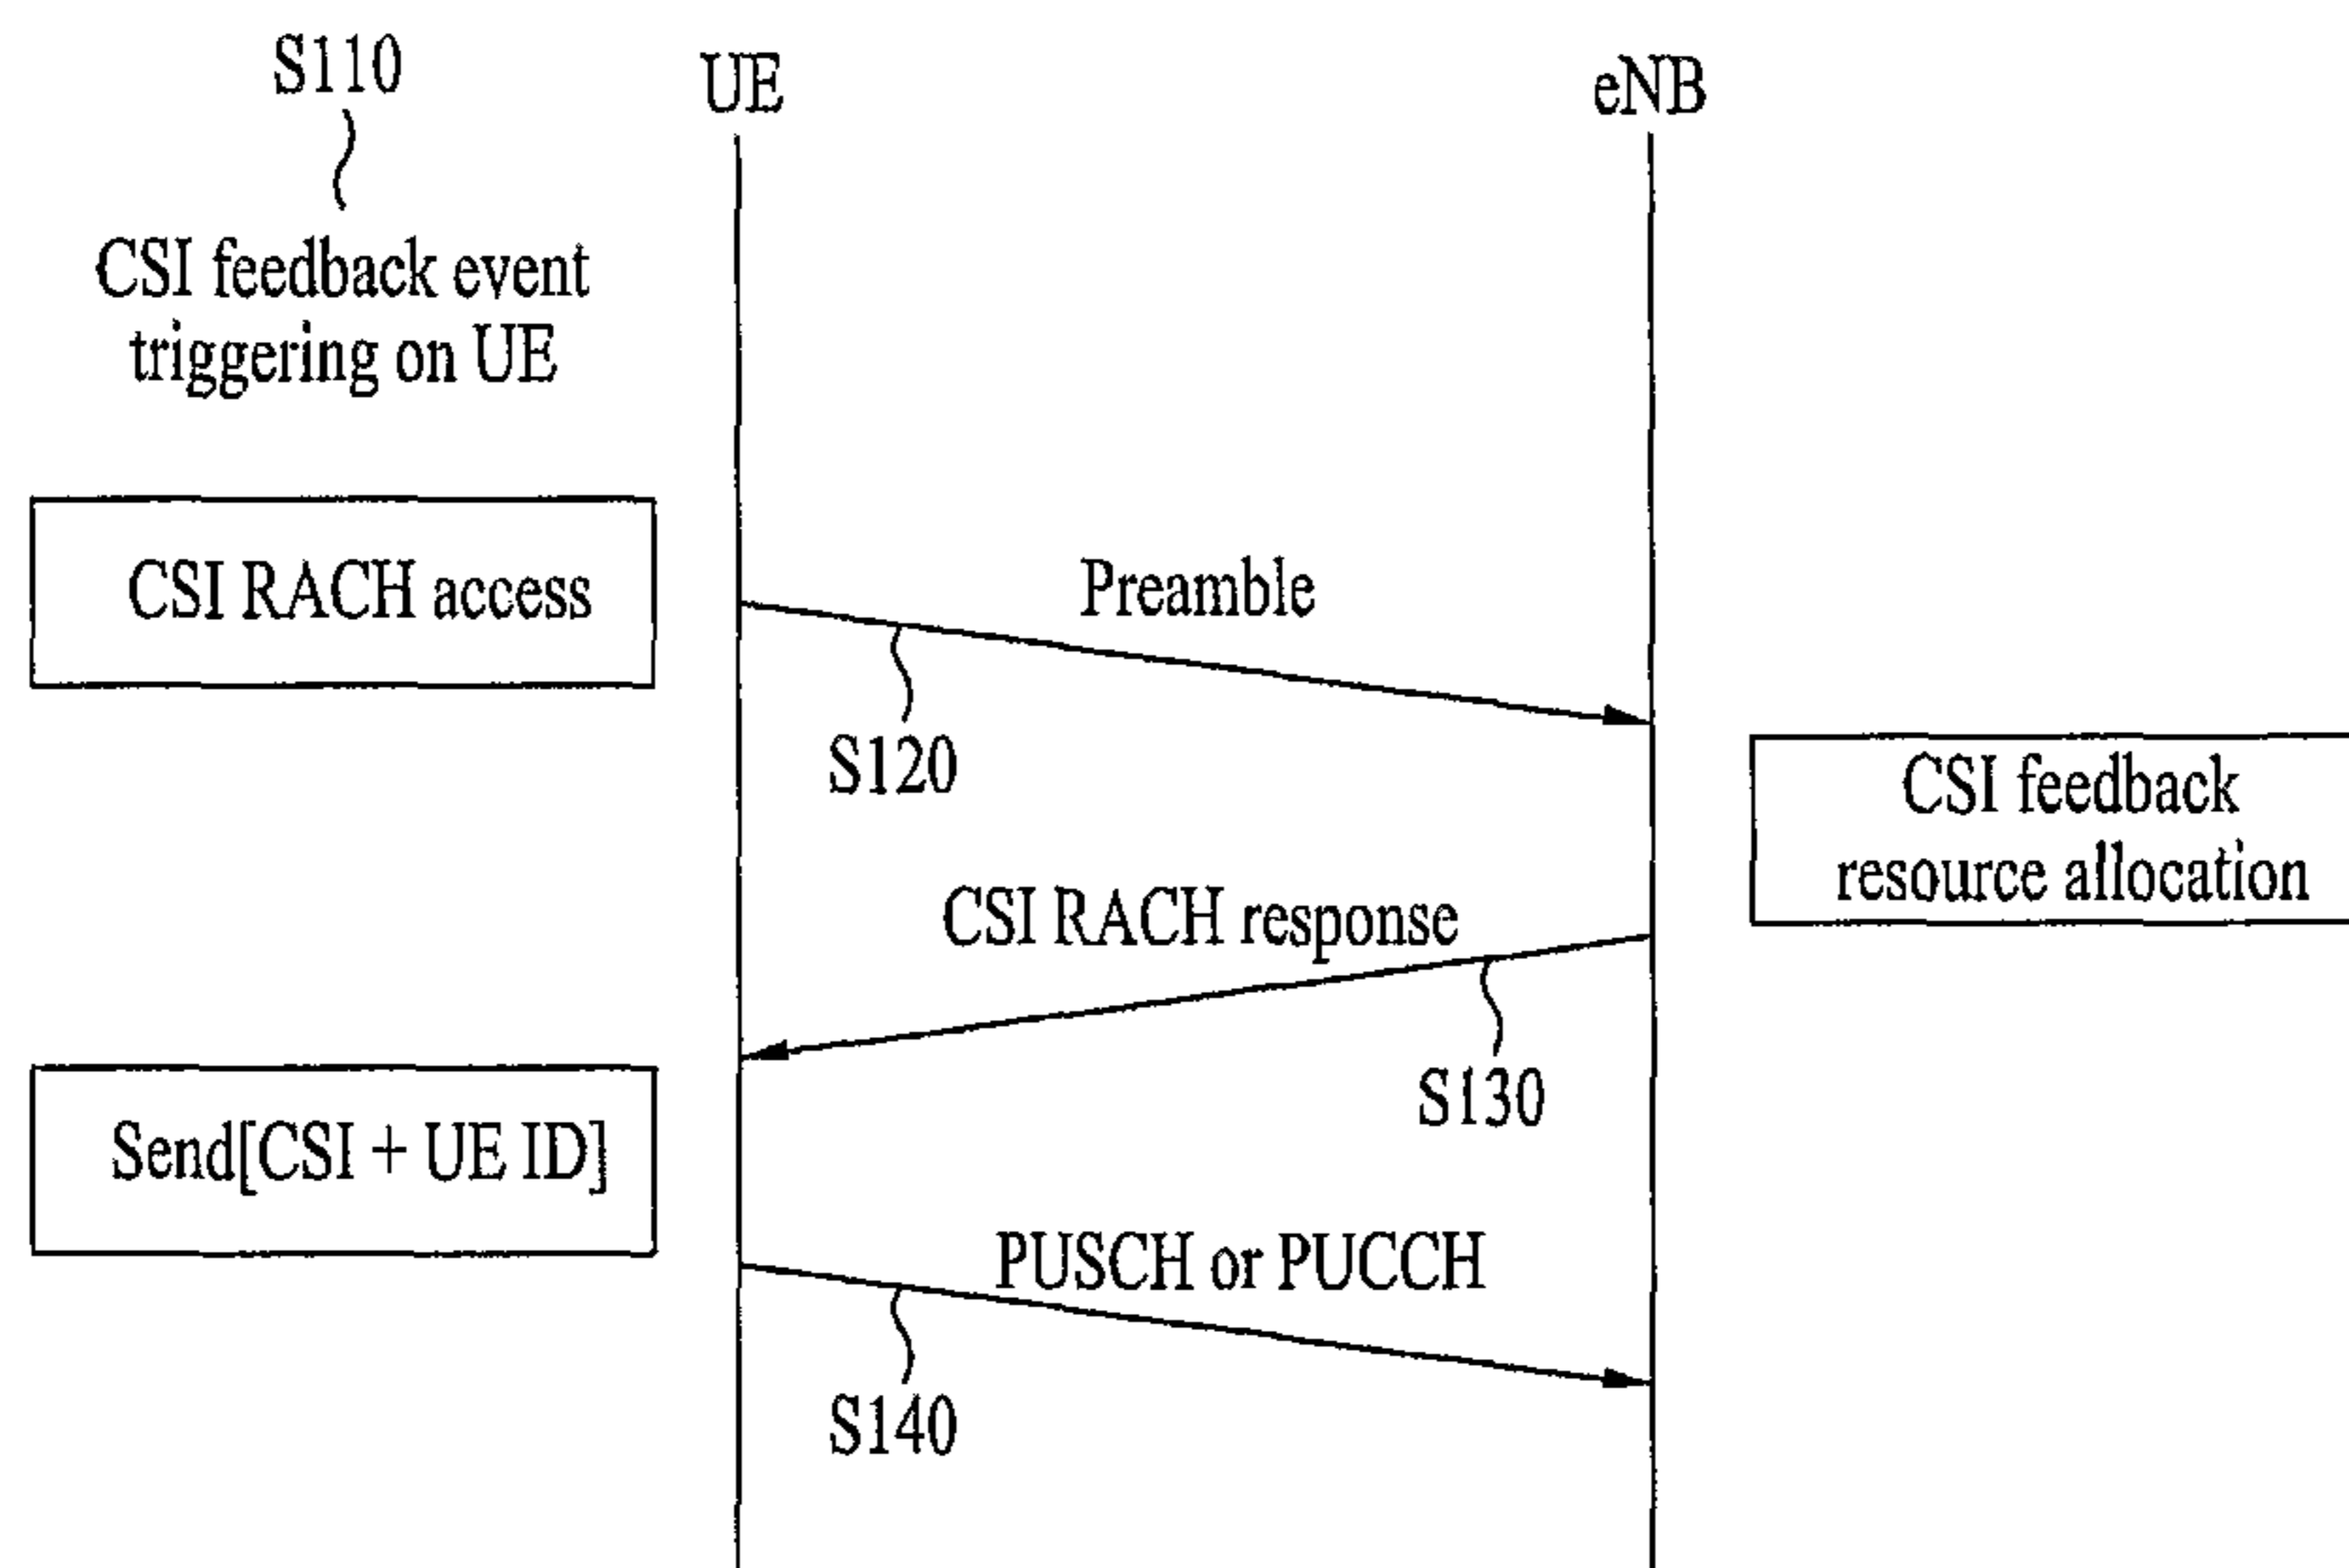 S110
UE
eNB
CSI feedback event
triggering on UE
CSI RACH access
Preamble
S120
CSI feedback
resource allocation
CSI RACH response
S130
Send[CSI + UE ID]
PUSCH or PUCCH
S140